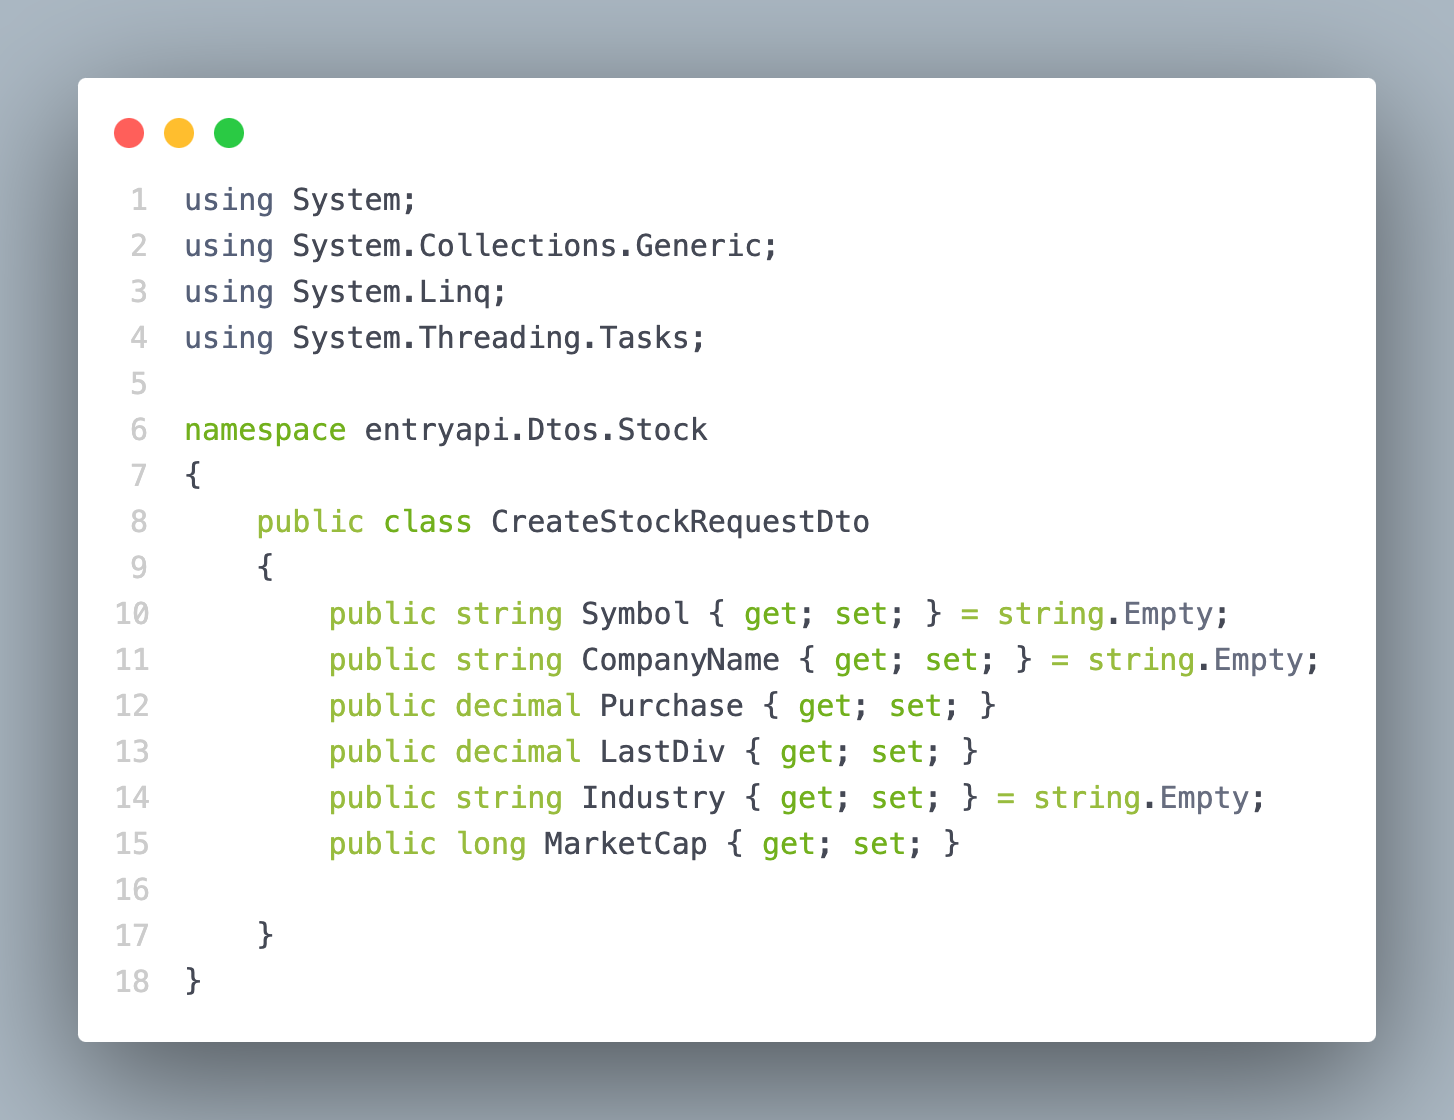 1 using System;
2 using System.Collections.Generic;
3 using System.Linq;
4 using System.Threading.Tasks;
5
6 namespace entryapi.Dtos.Stock
7 {
8     public class CreateStockRequestDto
9     {
10         public string Symbol { get; set; } = string.Empty;
11         public string CompanyName { get; set; } = string.Empty;
12         public decimal Purchase { get; set; }
13         public decimal LastDiv { get; set; }
14         public string Industry { get; set; } = string.Empty;
15         public long MarketCap { get; set; }
16
17     }
18 }